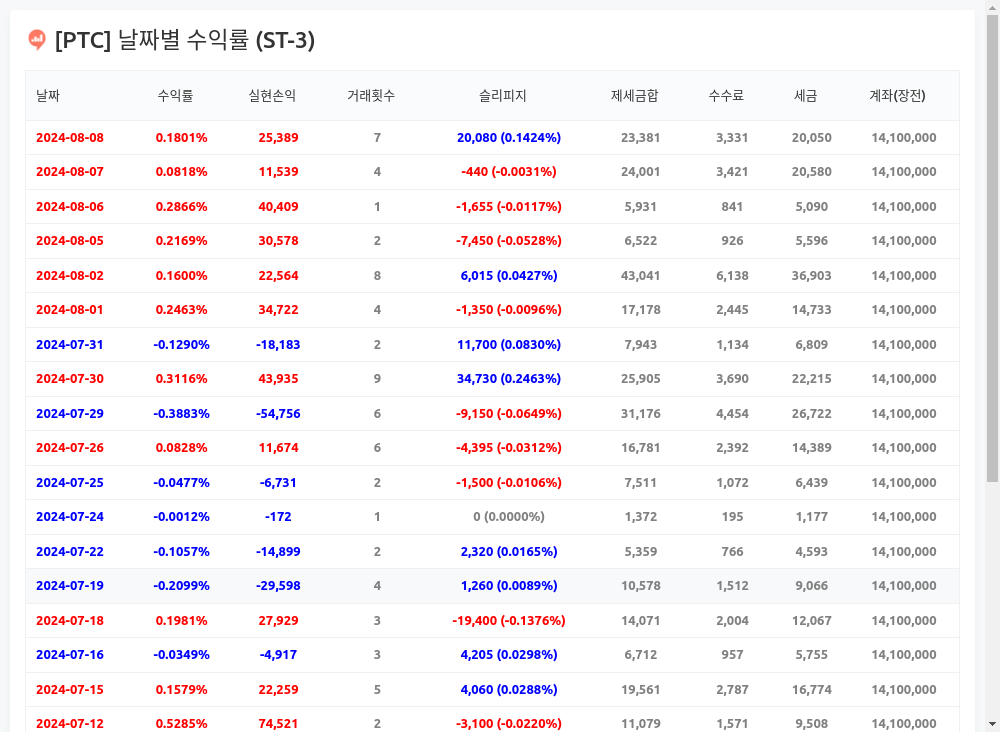 [PTC] 날짜별 수익률 (ST-3)
날짜 수익률 실현손익 거래횟수 슬리피지 제세금합 수수료 세금 계좌(장전)
2024-08-08 0.1801% 25,389 7 20,080 (0.1424%) 23,381 3,331 20,050 14,100,000
2024-08-07 0.0818% 11,539 4 -440 (-0.0031%) 24,001 3,421 20,580 14,100,000
2024-08-06 0.2866% 40,409 1 -1,655 (-0.0117%) 5,931 841 5,090 14,100,000
2024-08-05 0.2169% 30,578 2 -7,450 (-0.0528%) 6,522 926 5,596 14,100,000
2024-08-02 0.1600% 22,564 8 6,015 (0.0427%) 43,041 6,138 36,903 14,100,000
2024-08-01 0.2463% 34,722 4 -1,350 (-0.0096%) 17,178 2,445 14,733 14,100,000
2024-07-31 -0.1290% -18,183 2 11,700 (0.0830%) 7,943 1,134 6,809 14,100,000
2024-07-30 0.3116% 43,935 9 34,730 (0.2463%) 25,905 3,690 22,215 14,100,000
2024-07-29 -0.3883% -54,756 6 -9,150 (-0.0649%) 31,176 4,454 26,722 14,100,000
2024-07-26 0.0828% 11,674 6 -4,395 (-0.0312%) 16,781 2,392 14,389 14,100,000
2024-07-25 -0.0477% -6,731 2 -1,500 (-0.0106%) 7,511 1,072 6,439 14,100,000
2024-07-24 -0.0012% -172 1 0 (0.0000%) 1,372 195 1,177 14,100,000
2024-07-22 -0.1057% -14,899 2 2,320 (0.0165%) 5,359 766 4,593 14,100,000
2024-07-19 -0.2099% -29,598 4 1,260 (0.0089%) 10,578 1,512 9,066 14,100,000
2024-07-18 0.1981% 27,929 3 -19,400 (-0.1376%) 14,071 2,004 12,067 14,100,000
2024-07-16 -0.0349% -4,917 3 4,205 (0.0298%) 6,712 957 5,755 14,100,000
2024-07-15 0.1579% 22,259 5 4,060 (0.0288%) 19,561 2,787 16,774 14,100,000
2024-07-12 0.5285% 74,521 2 -3,100 (-0.0220%) 11,079 1,571 9,508 14,100,000